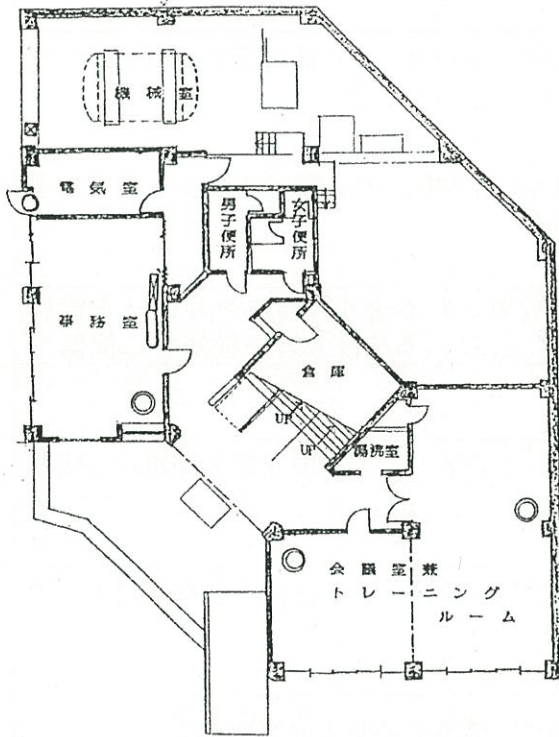 機械室
電気室
男子便所
女子便所
事務室
倉庫
UP
UP
湯沸室
会議室兼
トレーニング
ルーム